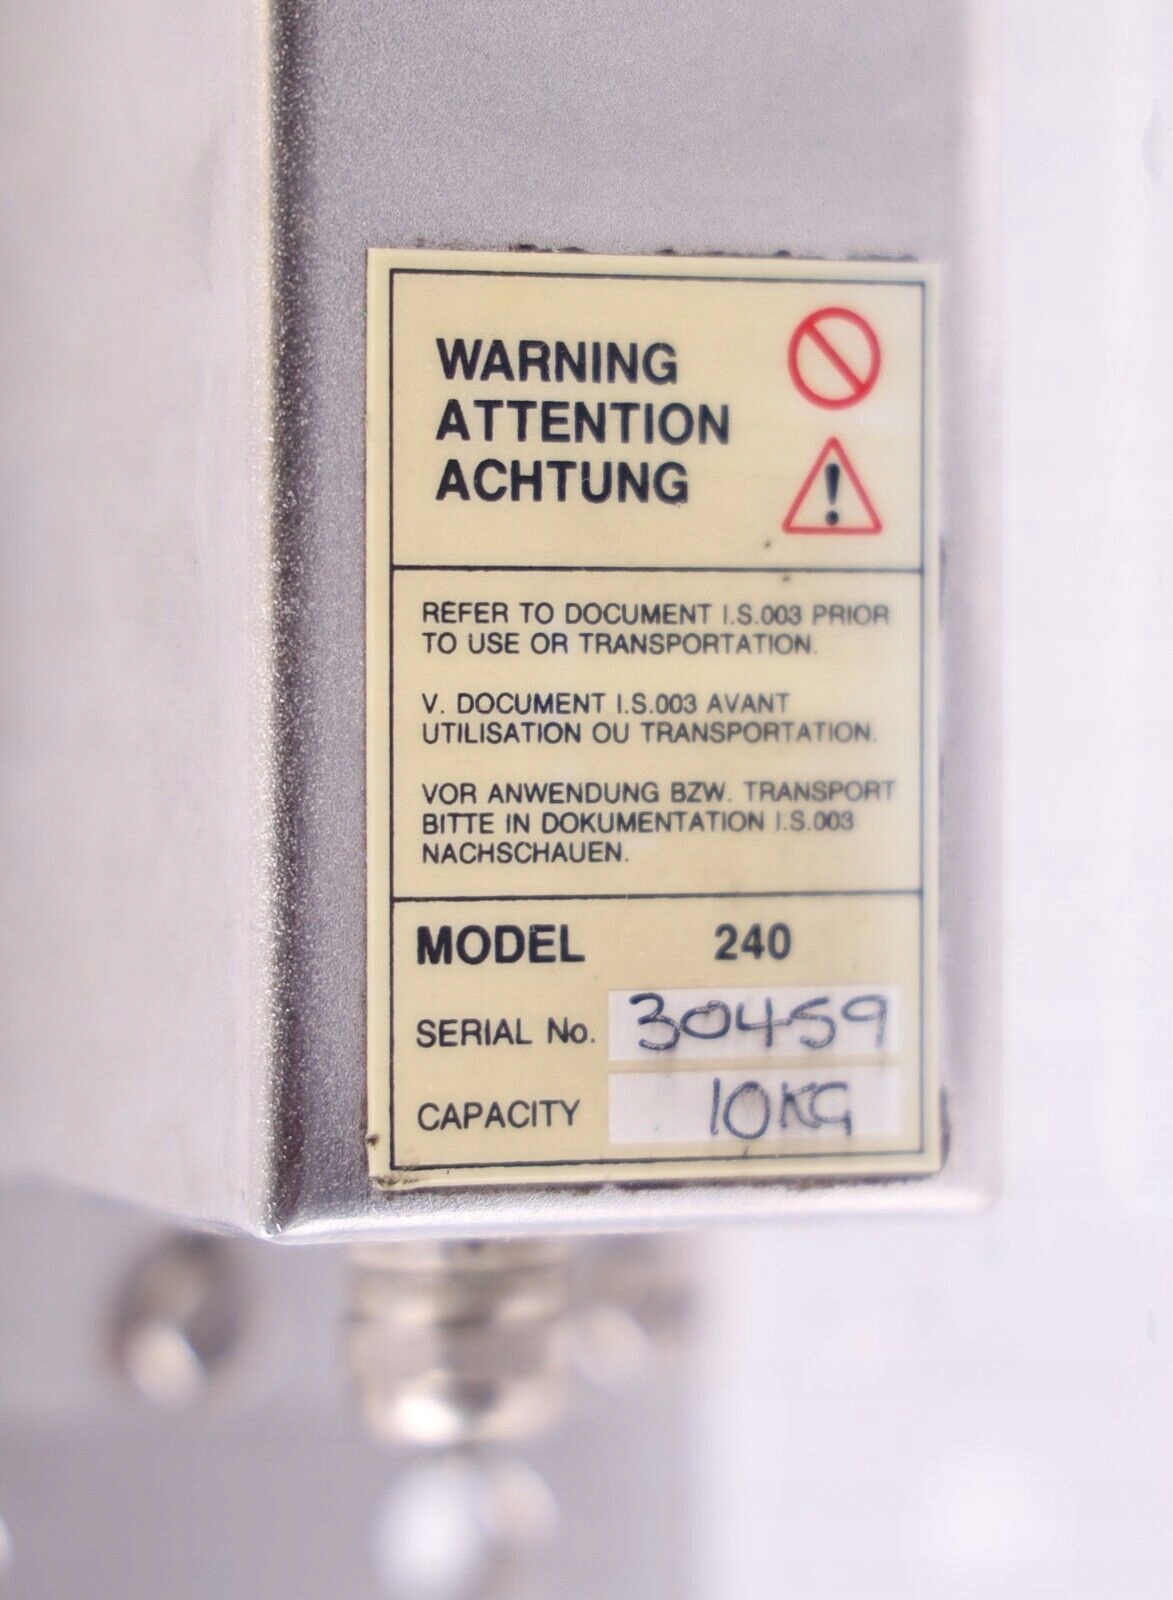 WARNING
ATTENTION
ACHTUNG
REFER TO DOCUMENT I.S.003 PRIOR
TO USE OR TRANSPORTATION.
V. DOCUMENT I.S.003 AVANT
UTILISATION OU TRANSPORTATION.
VOR ANWENDUNG BZW. TRANSPORT
BITTE IN DOKUMENTATION I.S.003
NACHSCHAUEN.
MODEL 240
SERIAL No. 30459
CAPACITY 10KG